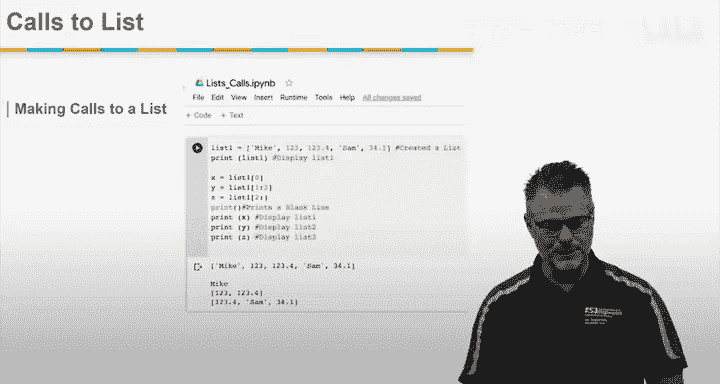 Calls to List
Making Calls to a List
Lists_Calls.ipynb
File Edit View Insert Runtime Tools Help All changes saved
+ Code + Text
list1 = ['Mike', 123, 123.4, 'Sam', 34.1] #Created a List
print (list1) #Display list1
x = list1[0]
y = list1[1:3]
z = list1[2:]
print()#Prints a Blank Line
print (x) #Display list1
print (y) #Display list2
print (z) #Display list3
['Mike', 123, 123.4, 'Sam', 34.1]
Mike
[123, 123.4]
[123.4, 'Sam', 34.1]